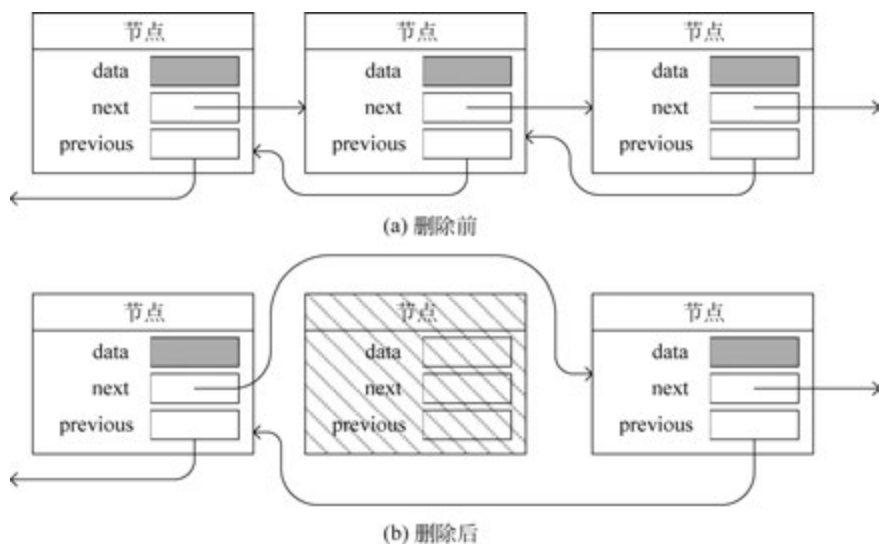 节点 节点 节点
data data data
next next next
previous previous previous
(a) 删除前
节点 节点 节点
data data data
next next next
previous previous previous
(b) 删除后